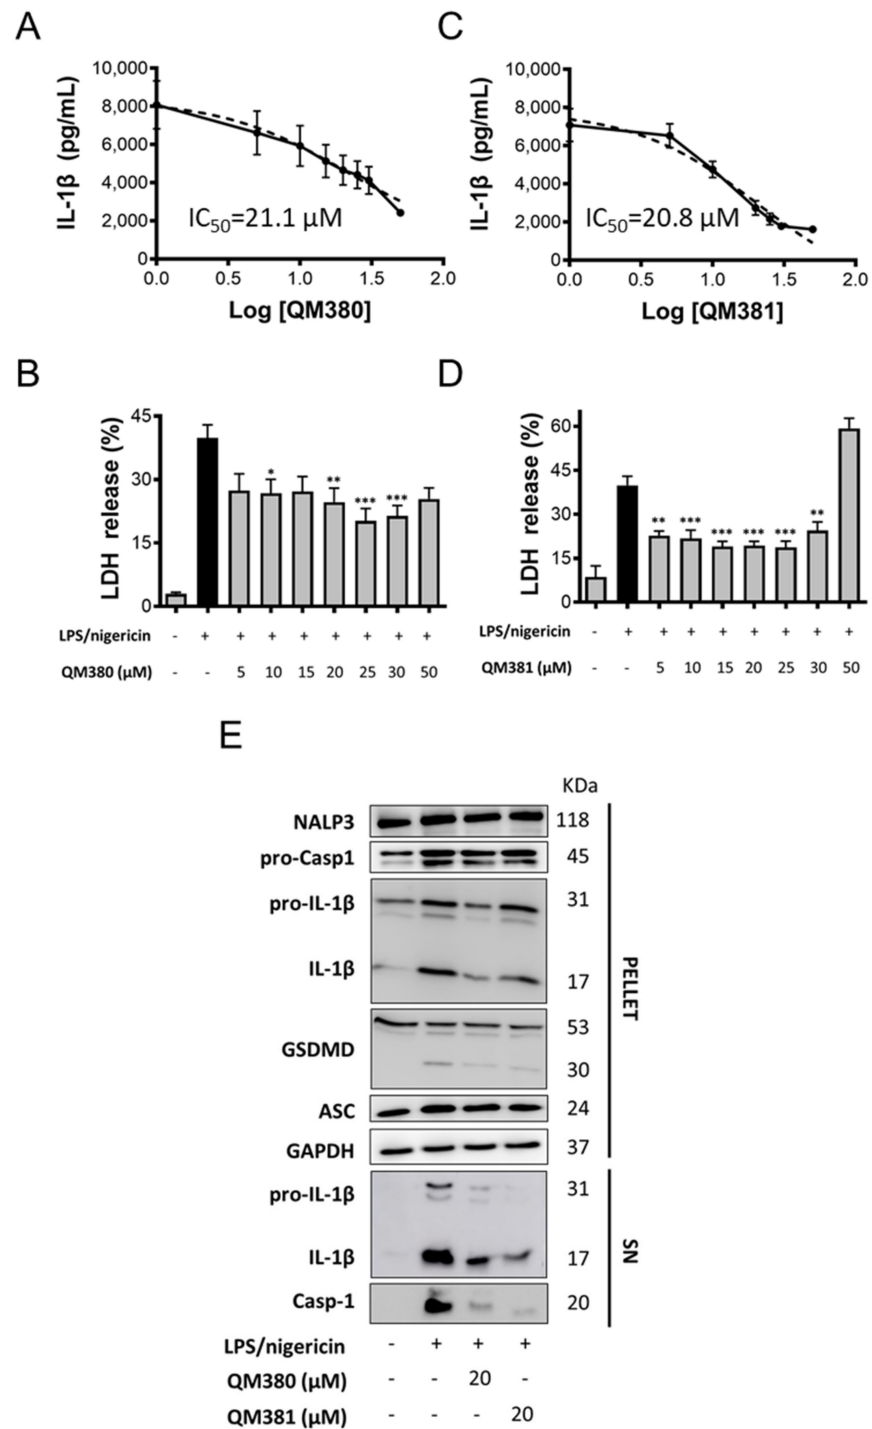 A
10,000
8,000
6,000
4,000
2,000
0
IL-1β (pg/mL)
IC50=21.1 μM
0.0 0.5 1.0 1.5 2.0
Log [QM380]
C
10,000
8,000
6,000
4,000
2,000
0
IL-1β (pg/mL)
IC50=20.8 μM
0.0 0.5 1.0 1.5 2.0
Log [QM381]
B
45
30
15
0
LDH release (%)
* ** *** ***
LPS/nigericin - + + + + + + + +
QM380 (μM) - - 5 10 15 20 25 30 50
D
60
45
30
15
0
LDH release (%)
** *** *** *** *** **
LPS/nigericin - + + + + + + + +
QM381 (μM) - - 5 10 15 20 25 30 50
E
KDa
NALP3 118
pro-Casp1 45
pro-IL-1β 31
IL-1β 17
GSDMD 53
30
ASC 24
GAPDH 37
PELLET
pro-IL-1β 31
IL-1β 17
Casp-1 20
SN
LPS/nigericin - + + +
QM380 (μM) - - 20 -
QM381 (μM) - - - 20